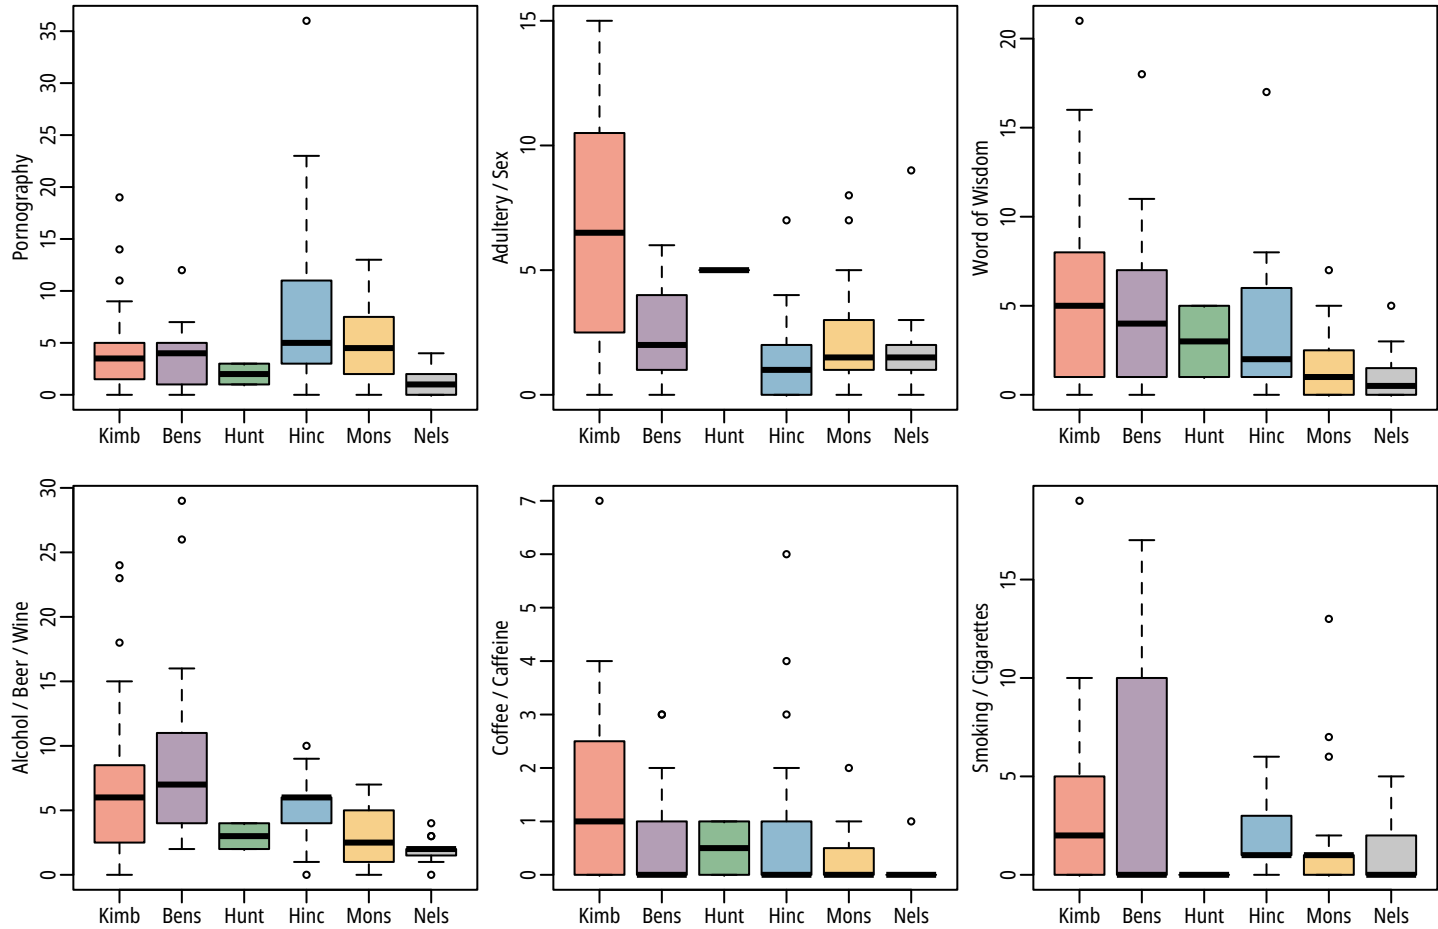 Pornography
0 5 10 15 20 25 30 35
Kimb Bens Hunt Hinc Mons Nels
Adultery / Sex
0 5 10 15
Kimb Bens Hunt Hinc Mons Nels
Word of Wisdom
0 5 10 15 20
Kimb Bens Hunt Hinc Mons Nels
Alcohol / Beer / Wine
0 5 10 15 20 25 30
Kimb Bens Hunt Hinc Mons Nels
Coffee / Caffeine
0 1 2 3 4 5 6 7
Kimb Bens Hunt Hinc Mons Nels
Smoking / Cigarettes
0 5 10 15
Kimb Bens Hunt Hinc Mons Nels